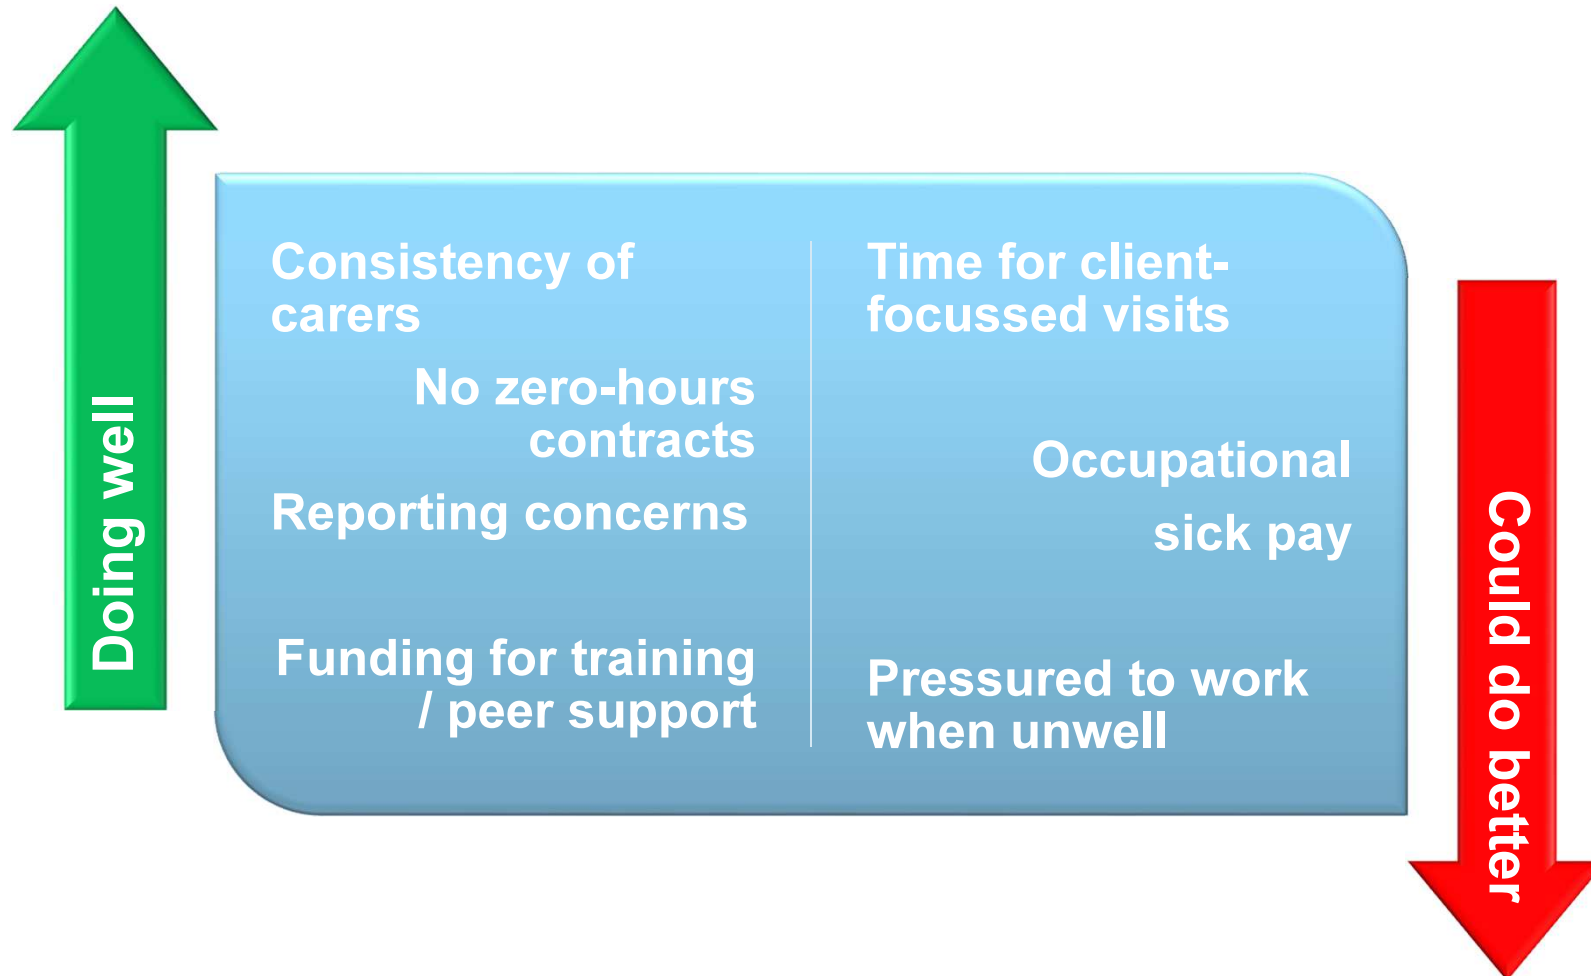 Doing well
Consistency of
carers
No zero-hours
contracts
Reporting concerns
Funding for training
/ peer support
Time for client-
focussed visits
Occupational
sick pay
Pressured to work
when unwell
Could do better